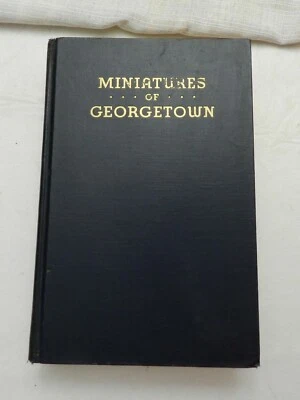 MINIATURES
··· OF ···
GEORGETOWN